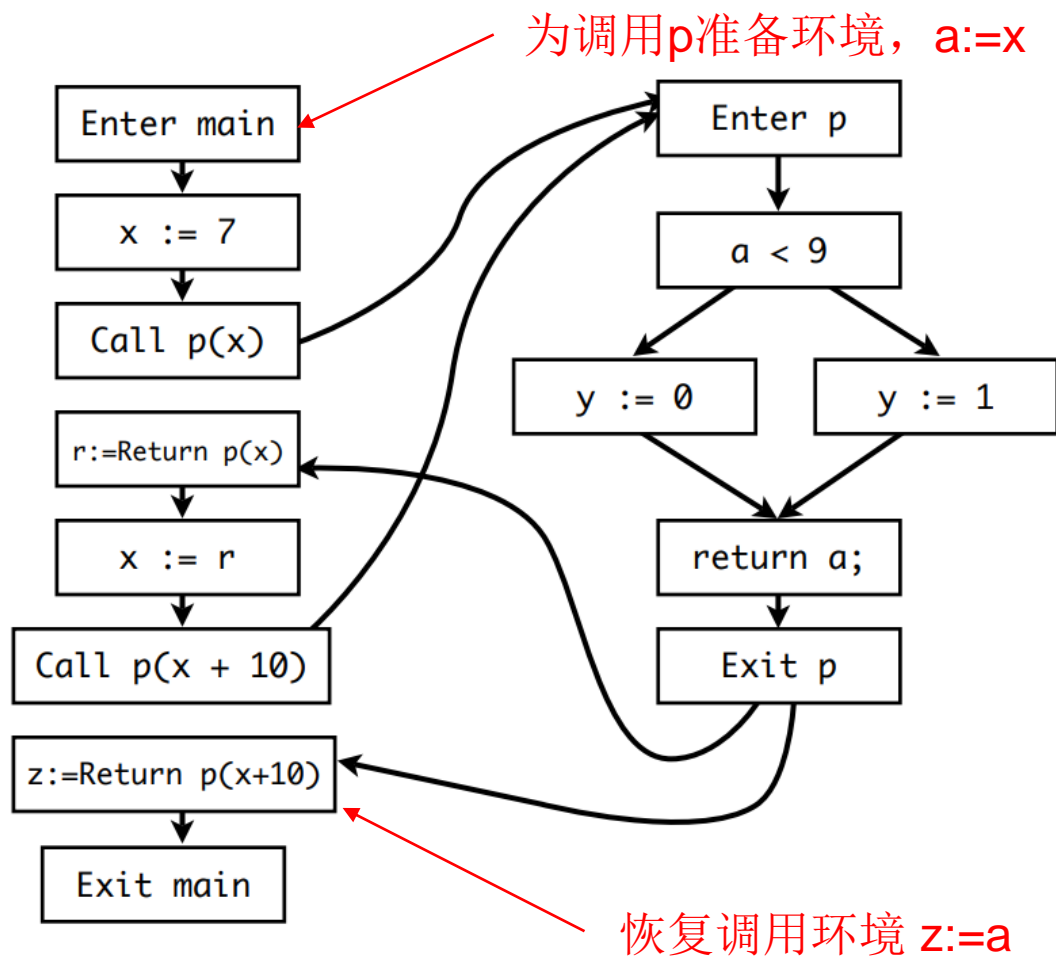 为调用p准备环境，a:=x
Enter main
x := 7
Call p(x)
r:=Return p(x)
x := r
Call p(x + 10)
z:=Return p(x+10)
Exit main
Enter p
a < 9
y := 0
y := 1
return a;
Exit p
恢复调用环境 z:=a